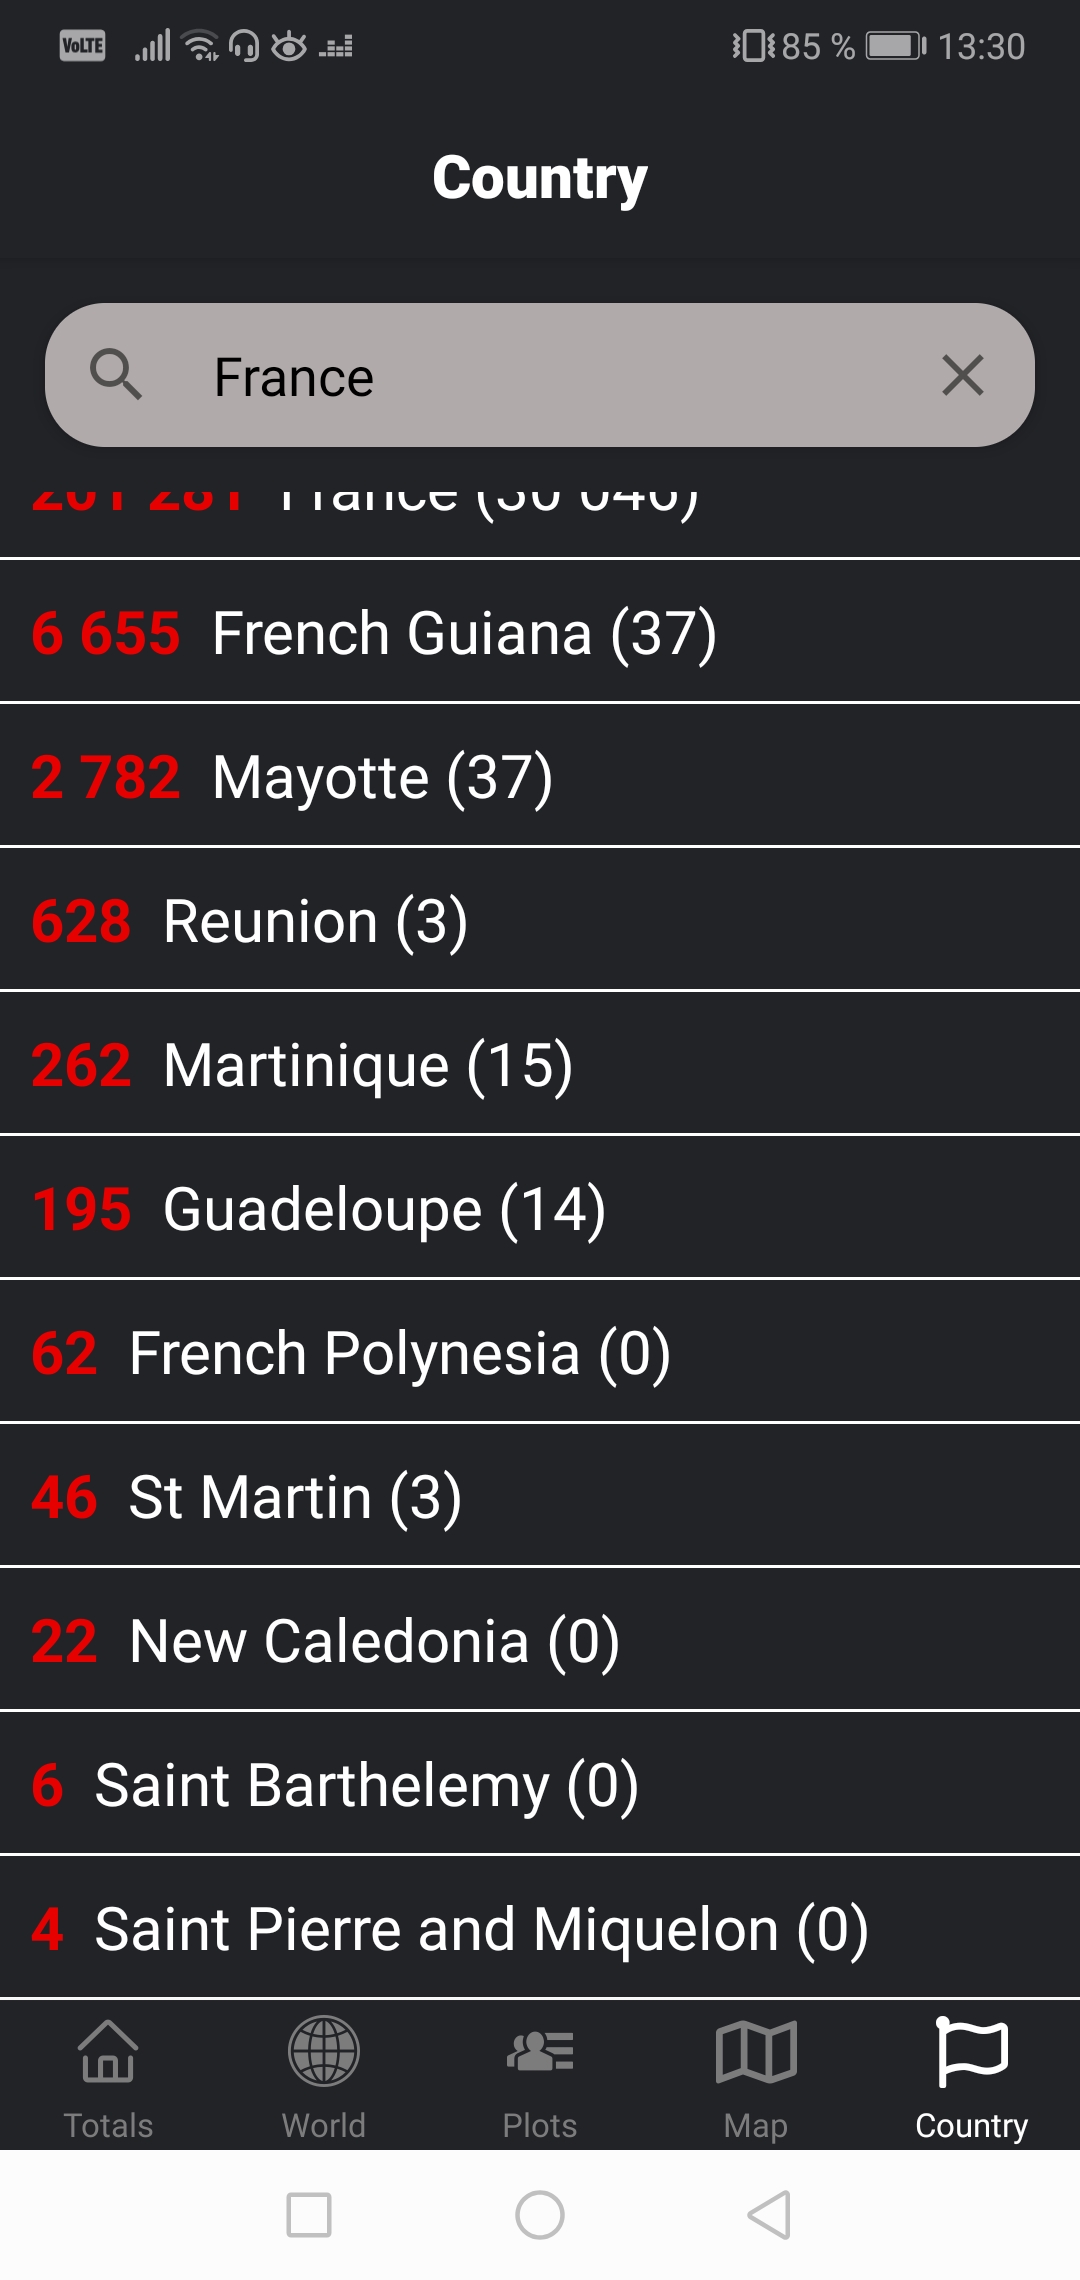 VoLTE 85 % 13:30
Country
France
France
6 655 French Guiana (37)
2 782 Mayotte (37)
628 Reunion (3)
262 Martinique (15)
195 Guadeloupe (14)
62 French Polynesia (0)
46 St Martin (3)
22 New Caledonia (0)
6 Saint Barthelemy (0)
4 Saint Pierre and Miquelon (0)
Totals World Plots Map Country